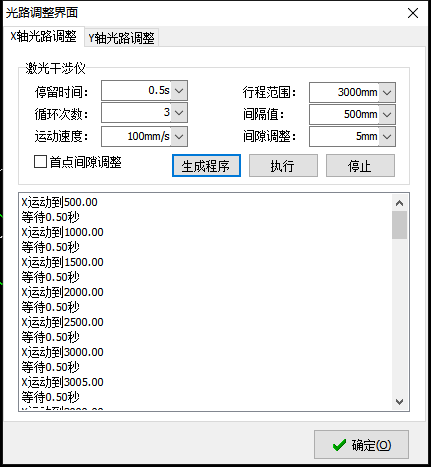 光路调整界面
X轴光路调整 Y轴光路调整
激光干涉仪
停留时间： 0.5s 行程范围： 3000mm
循环次数： 3 间隔值： 500mm
运动速度： 100mm/s 间隙调整： 5mm
首点间隙调整 生成程序 执行 停止
X运动到500.00
等待0.50秒
X运动到1000.00
等待0.50秒
X运动到1500.00
等待0.50秒
X运动到2000.00
等待0.50秒
X运动到2500.00
等待0.50秒
X运动到3000.00
等待0.50秒
X运动到3005.00
等待0.50秒
确定(O)